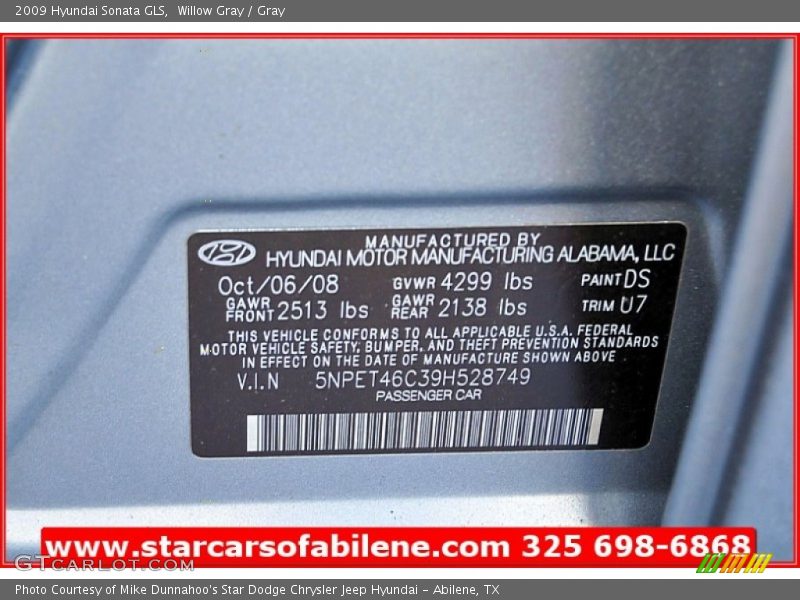 2009 Hyundai Sonata GLS,  Willow Gray / Gray
MANUFACTURED BY
HYUNDAI MOTOR MANUFACTURING ALABAMA, LLC
Oct/06/08 GVWR 4299 lbs PAINT DS
GAWR FRONT 2513 lbs GAWR REAR 2138 lbs TRIM U7
THIS VEHICLE CONFORMS TO ALL APPLICABLE U.S.A. FEDERAL
MOTOR VEHICLE SAFETY, BUMPER, AND THEFT PREVENTION STANDARDS
IN EFFECT ON THE DATE OF MANUFACTURE SHOWN ABOVE
V.I.N 5NPET46C39H528749
PASSENGER CAR
www.starcarsofabilene.com 325 698-6868
GTCARLOT.COM
Photo Courtesy of Mike Dunnahoo's Star Dodge Chrysler Jeep Hyundai - Abilene, TX